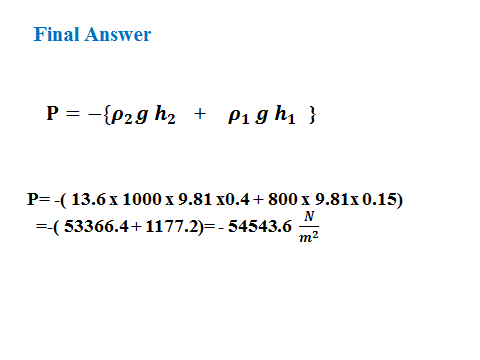 Final Answer
P = −{ρ₂ g h₂ + ρ₁ g h₁ }
P= -( 13.6 x 1000 x 9.81 x0.4 + 800 x 9.81x 0.15)
=-( 53366.4+1177.2)= - 54543.6 N/m²